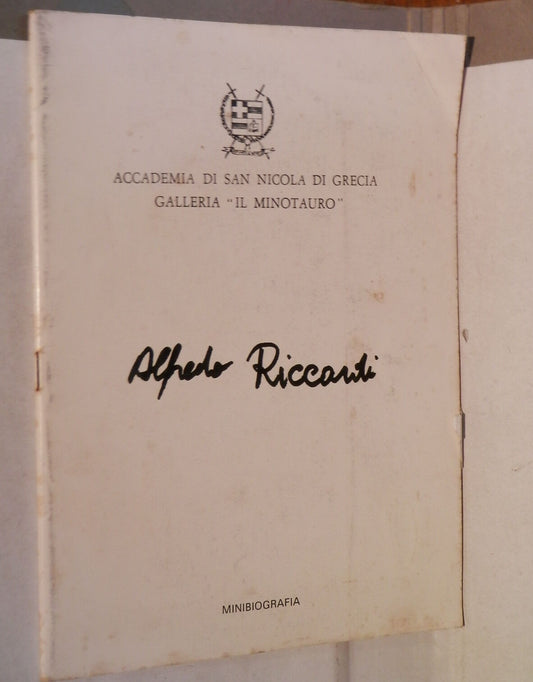 ACCADEMIA DI SAN NICOLA DI GRECIA
GALLERIA "IL MINOTAURO"
Alfredo Riccardi
MINIBIOGRAFIA